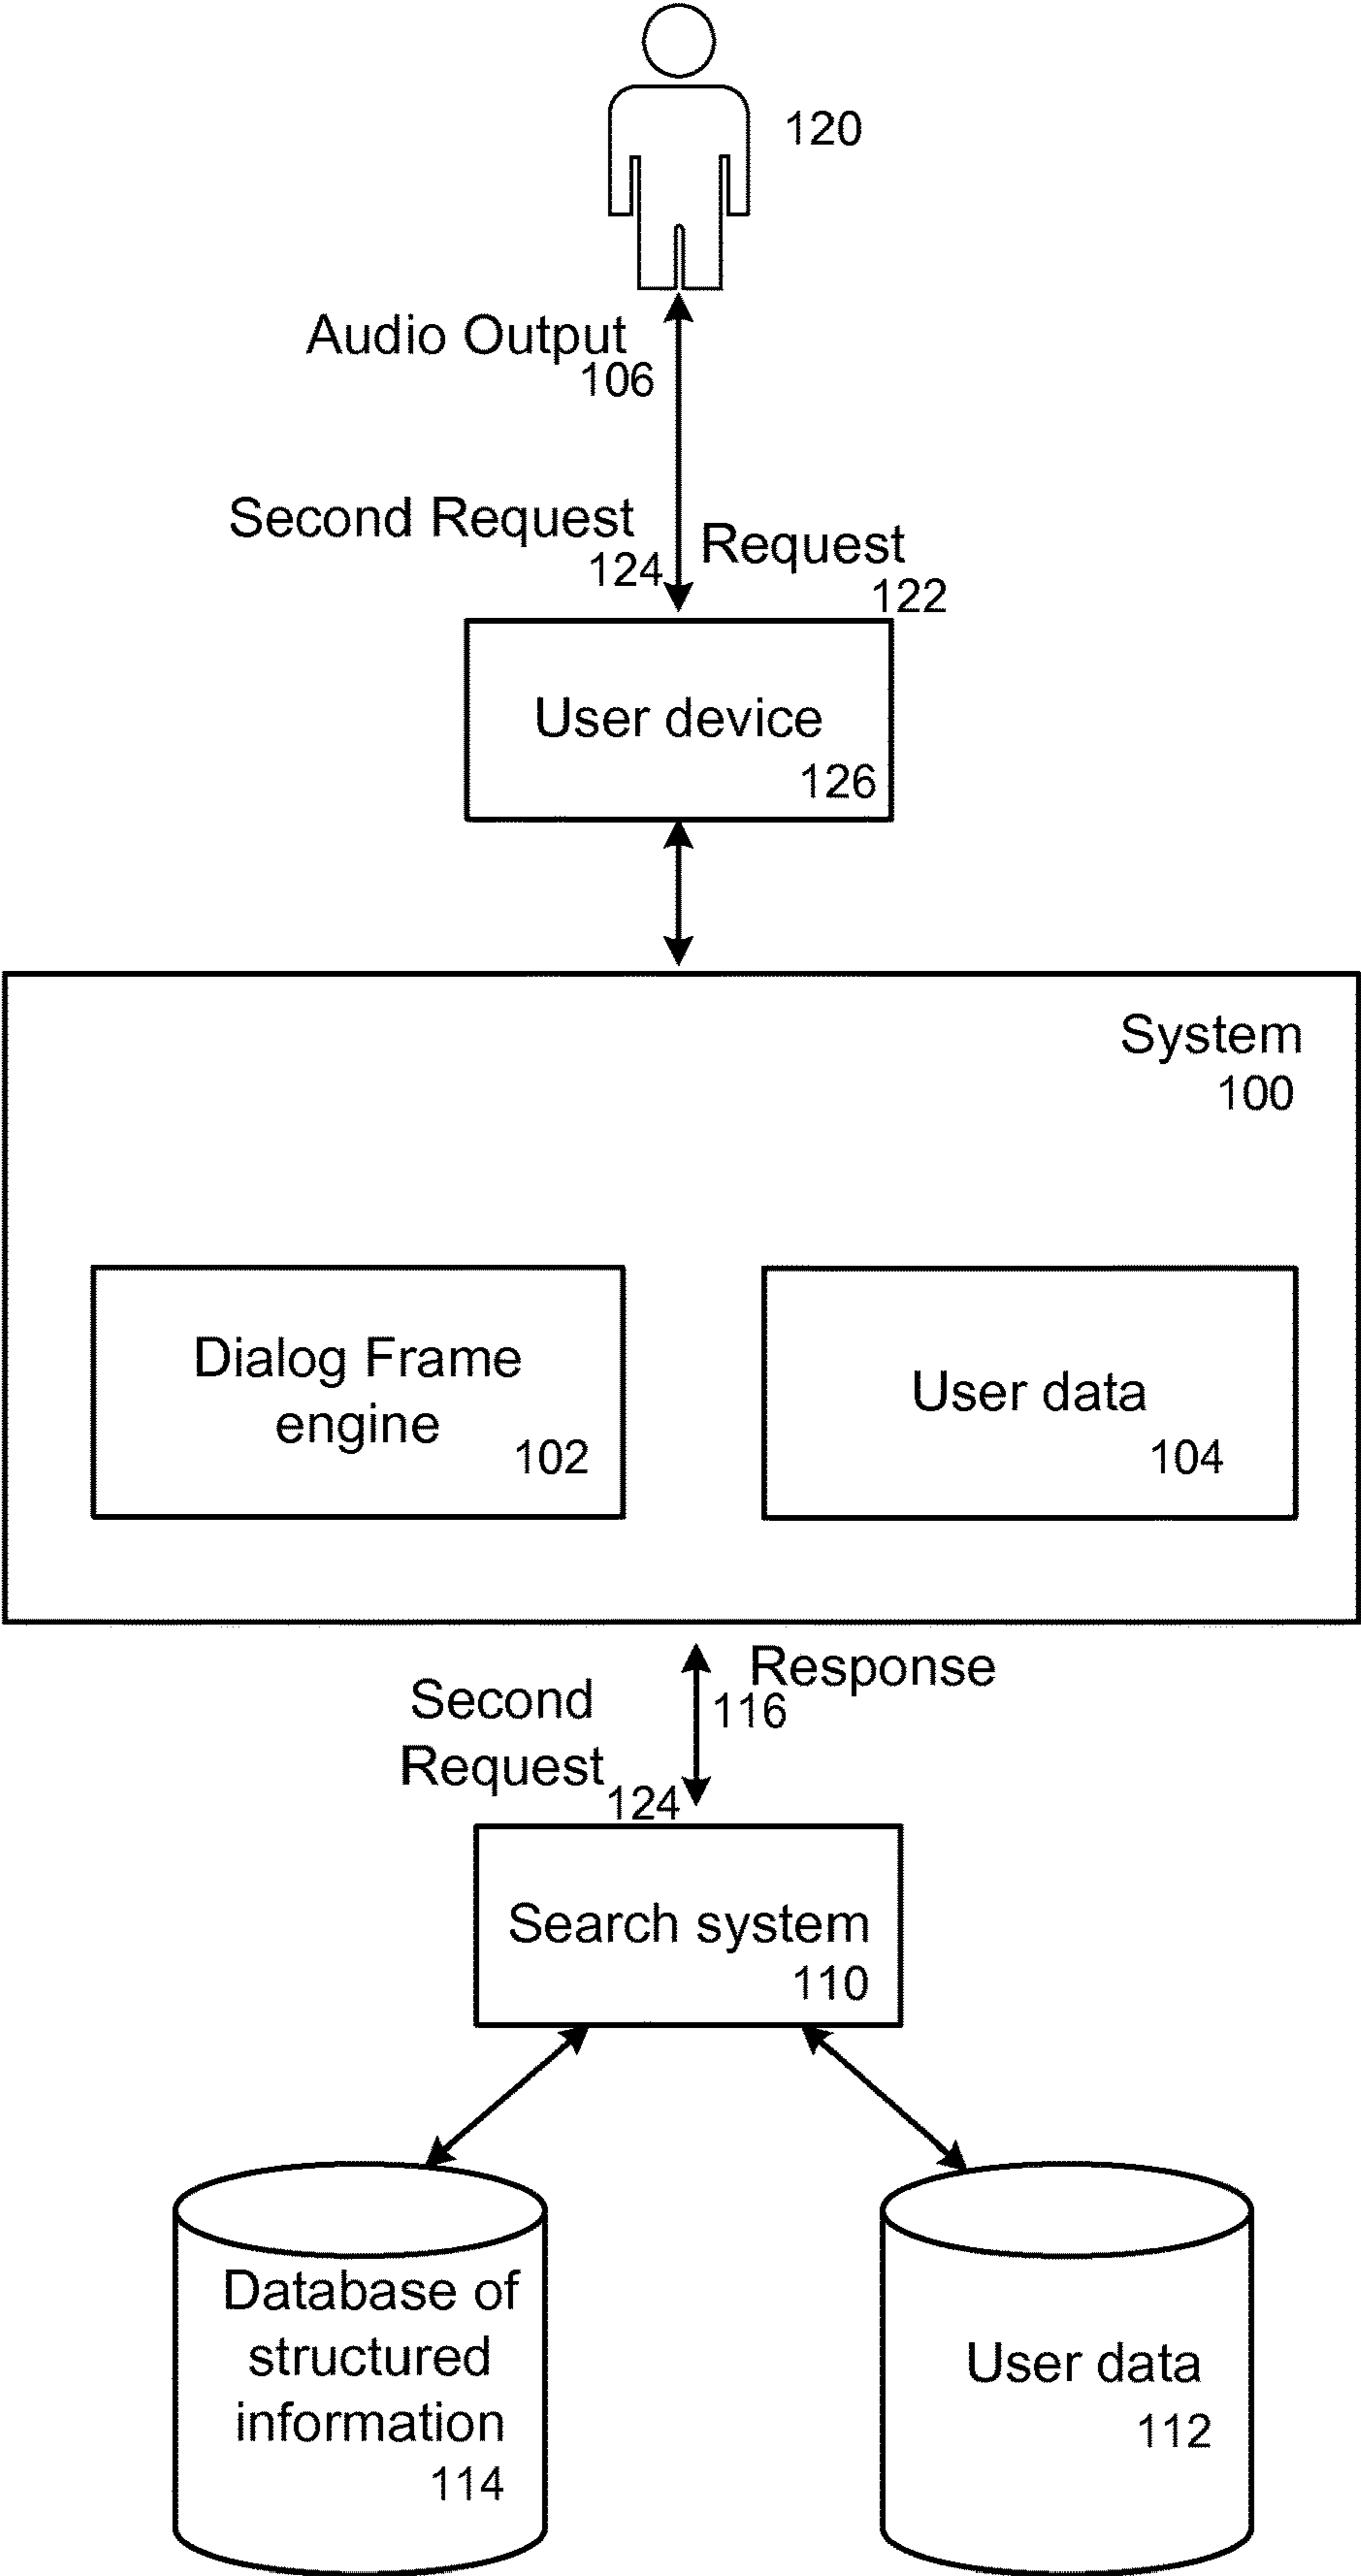 120
Audio Output
106
Second Request
124
Request
122
User device
126
System
100
Dialog Frame
engine
102
User data
104
Response
116
Second
Request
124
Search system
110
Database of
structured
information
114
User data
112